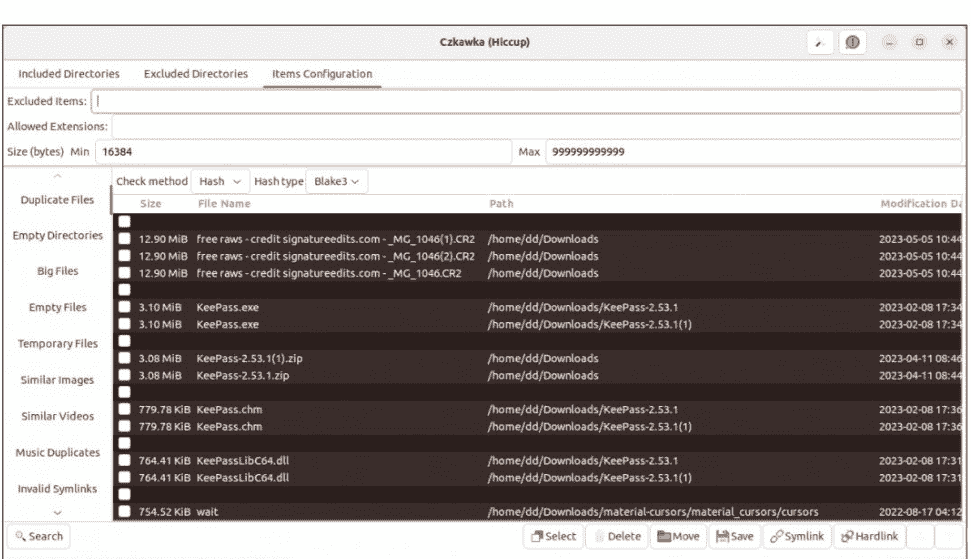 Czkawka (Hiccup)
Included Directories Excluded Directories Items Configuration
Excluded Items:
Allowed Extensions:
Size (bytes) Min 16384 Max 999999999999
Check method Hash Hash type Blake3
Duplicate Files
Empty Directories
Big Files
Empty Files
Temporary Files
Similar Images
Similar Videos
Music Duplicates
Invalid Symlinks
Size File Name Path Modification Da
12.90 MiB free raws - credit signatureedits.com - _MG_1046(1).CR2 /home/dd/Downloads 2023-05-05 10:44
12.90 MiB free raws - credit signatureedits.com - _MG_1046(2).CR2 /home/dd/Downloads 2023-05-05 10:44
12.90 MiB free raws - credit signatureedits.com - _MG_1046.CR2 /home/dd/Downloads 2023-05-05 10:44
3.10 MiB KeePass.exe /home/dd/Downloads/KeePass-2.53.1 2023-02-08 17:34
3.10 MiB KeePass.exe /home/dd/Downloads/KeePass-2.53.1(1) 2023-02-08 17:34
3.08 MiB KeePass-2.53.1(1).zip /home/dd/Downloads 2023-04-11 08:46
3.08 MiB KeePass-2.53.1.zip /home/dd/Downloads 2023-04-11 08:44
779.78 KiB KeePass.chm /home/dd/Downloads/KeePass-2.53.1 2023-02-08 17:36
779.78 KiB KeePass.chm /home/dd/Downloads/KeePass-2.53.1(1) 2023-02-08 17:36
764.41 KiB KeePassLibC64.dll /home/dd/Downloads/KeePass-2.53.1 2023-02-08 17:31
764.41 KiB KeePassLibC64.dll /home/dd/Downloads/KeePass-2.53.1(1) 2023-02-08 17:31
754.52 KiB wait /home/dd/Downloads/material-cursors/material_cursors/cursors 2022-08-17 04:12
Search Select Delete Move Save Symlink Hardlink